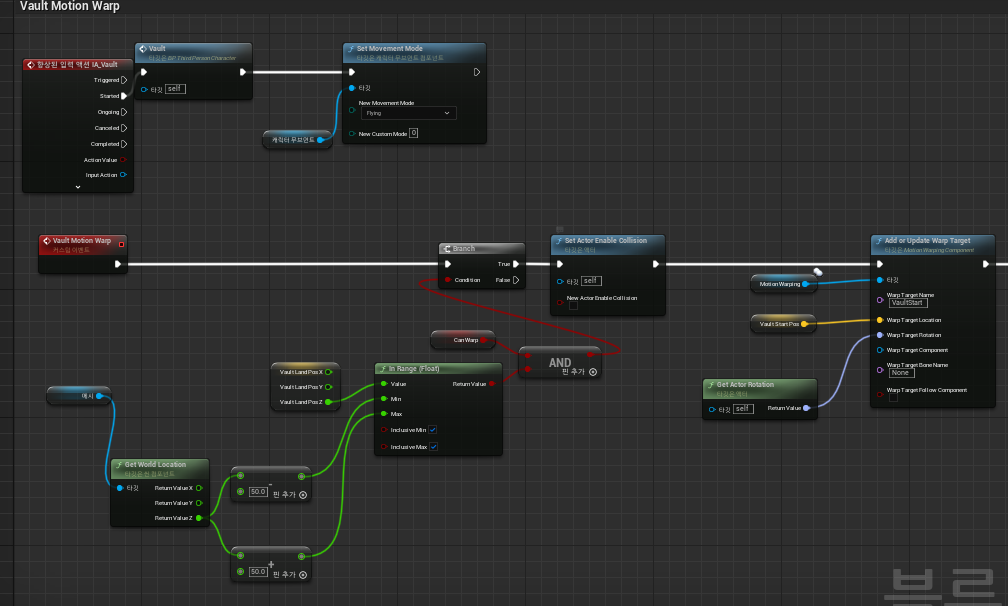 Vault Motion Warp
향상된 입력 액션 IA_Vault
Triggered
Started
Ongoing
Canceled
Completed
Action Value
Input Action
Vault
타깃은 BP Third Person Character
타깃
self
Set Movement Mode
타깃은 캐릭터 무브먼트 컴포넌트
타깃
New Movement Mode
Flying
New Custom Mode
0
캐릭터 무브먼트
Vault Motion Warp
커스텀 이벤트
Branch
True
Condition
False
Set Actor Enable Collision
타깃은 액터
타깃
self
New Actor Enable Collision
Motion Warping
Vault Start Pos
Add or Update Warp Target
타깃은 Motion Warping Component
타깃
Warp Target Name
VaultStart
Warp Target Location
Warp Target Rotation
Warp Target Component
Warp Target Bone Name
None
Warp Target Follow Component
Get Actor Rotation
타깃은 액터
타깃
self
Return Value
Can Warp
AND
핀 추가
Vault Land Pos X
Vault Land Pos Y
Vault Land Pos Z
In Range (Float)
Value
Return Value
Min
Max
Inclusive Min
Inclusive Max
메시
Get World Location
타깃은 씬 컴포넌트
타깃
Return Value X
Return Value Y
Return Value Z
-
50.0
핀 추가
+
50.0
핀 추가